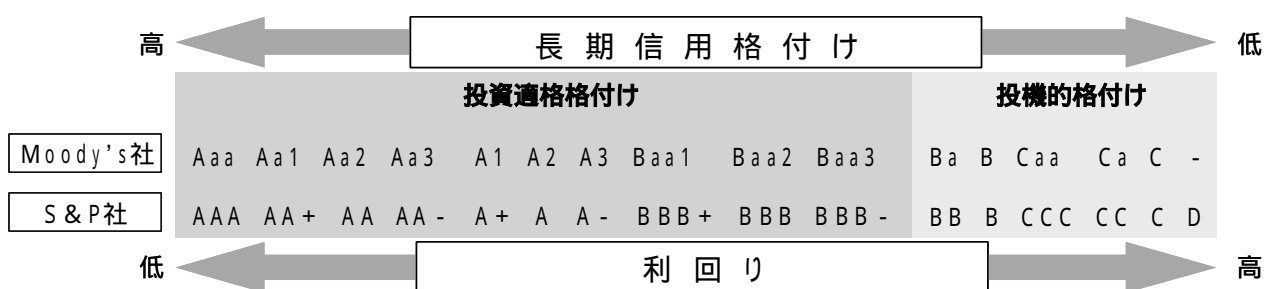 高 長期信用格付け 低
投資適格格付け 投機的格付け
Moody's社 Aaa Aa1 Aa2 Aa3 A1 A2 A3 Baa1 Baa2 Baa3 Ba B Caa Ca C -
S&P社 AAA AA+ AA AA- A+ A A- BBB+ BBB BBB- BB B CCC CC C D
低 利回り 高